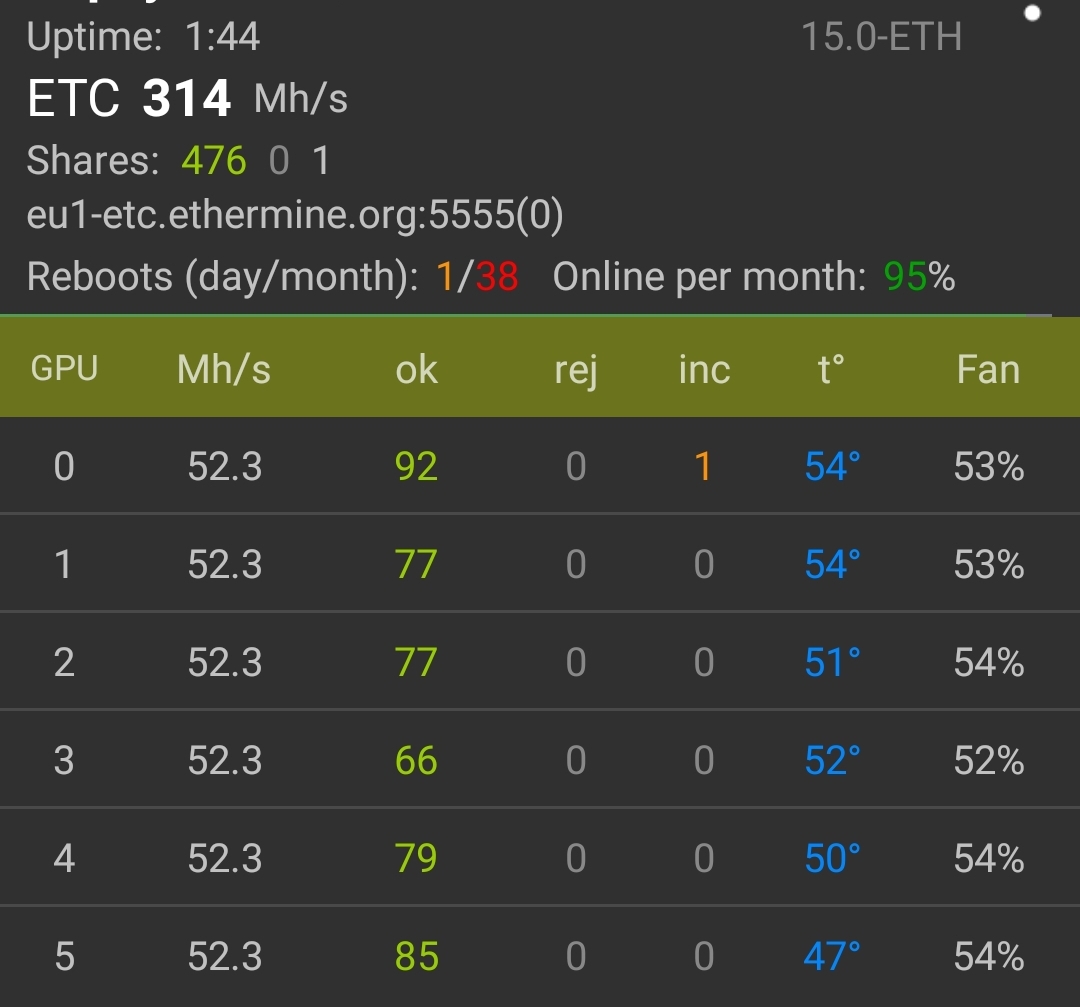 Uptime: 1:44 15.0-ETH
ETC 314 Mh/s
Shares: 476 0 1
eu1-etc.ethermine.org:5555(0)
Reboots (day/month): 1/38 Online per month: 95%
GPU Mh/s ok rej inc t° Fan
0 52.3 92 0 1 54° 53%
1 52.3 77 0 0 54° 53%
2 52.3 77 0 0 51° 54%
3 52.3 66 0 0 52° 52%
4 52.3 79 0 0 50° 54%
5 52.3 85 0 0 47° 54%